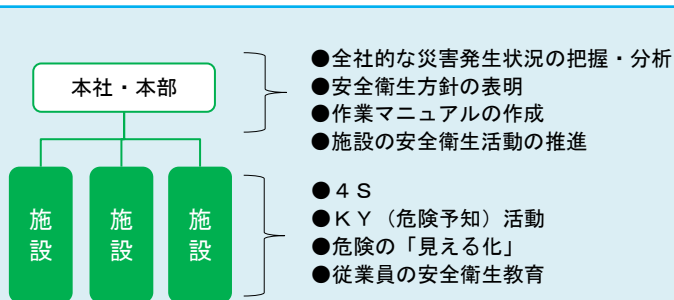 本社・本部
●全社的な災害発生状況の把握・分析
●安全衛生方針の表明
●作業マニュアルの作成
●施設の安全衛生活動の推進
施設
施設
施設
●４Ｓ
●ＫＹ（危険予知）活動
●危険の「見える化」
●従業員の安全衛生教育